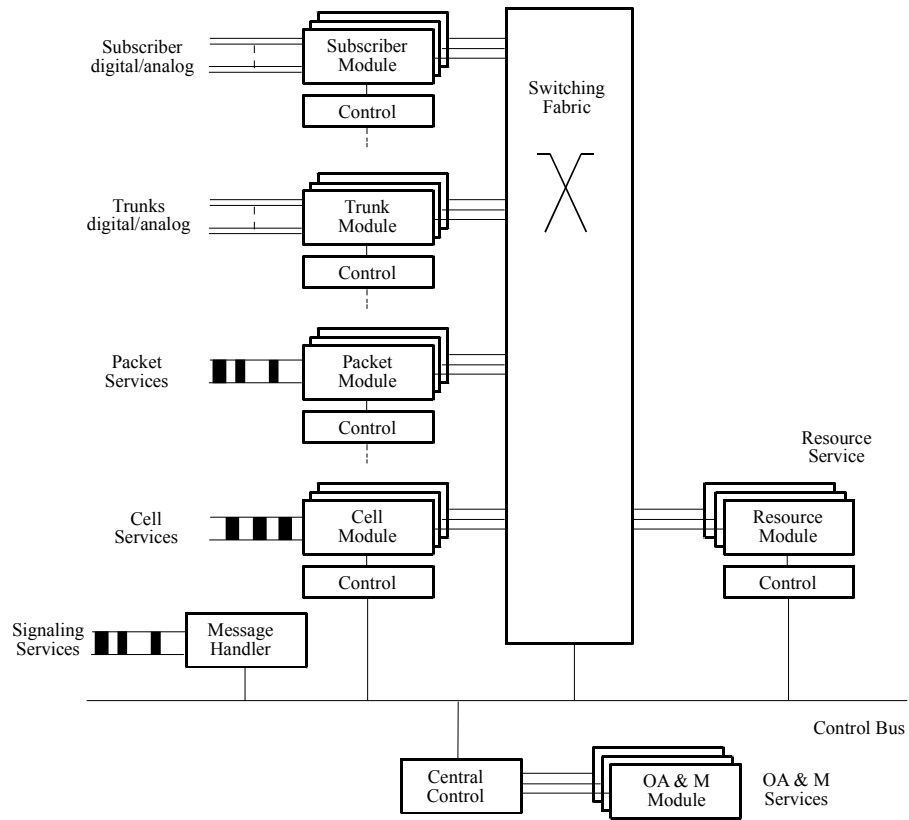 Subscriber
digital/analog
Subscriber
Module
Control
Switching
Fabric
Trunks
digital/analog
Trunk
Module
Control
Packet
Services
Packet
Module
Control
Resource
Service
Cell
Services
Cell
Module
Control
Resource
Module
Control
Signaling
Services
Message
Handler
Control Bus
Central
Control
OA & M
Module
OA & M
Services